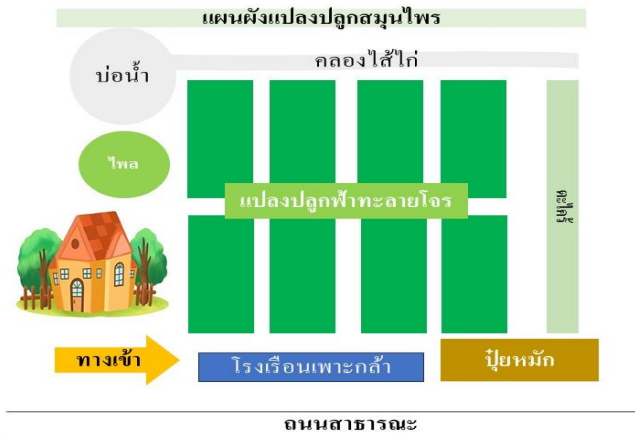 แผนผังแปลงปลูกสมุนไพร
คลองไส้ไก่
บ่อน้ำ
ไพล
แปลงปลูกฟ้าทะลายโจร
ตะไคร้
ทางเข้า
โรงเรือนเพาะกล้า
ปุ๋ยหมัก
ถนนสาธารณะ